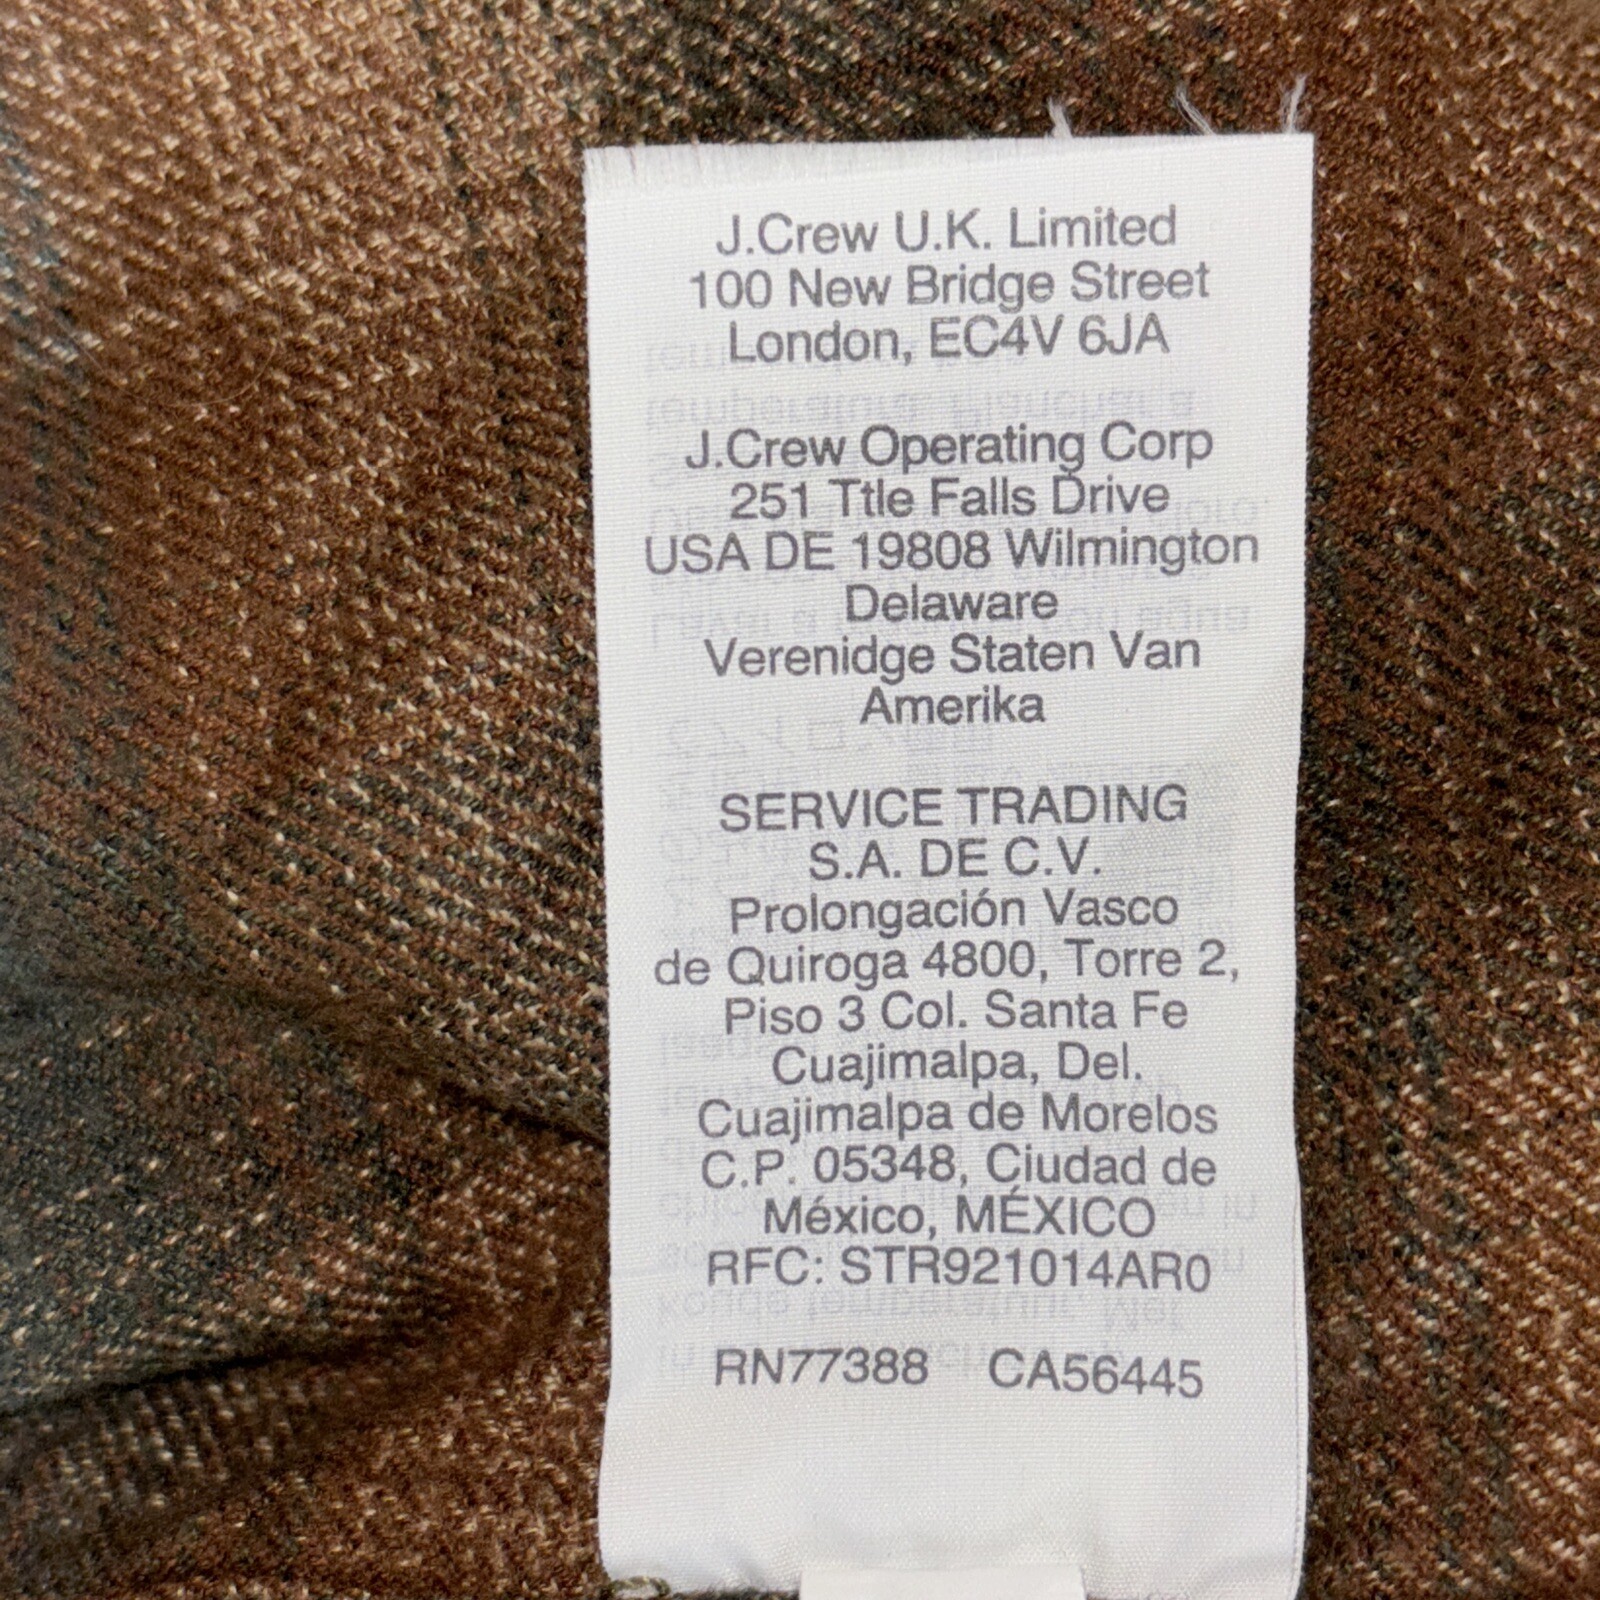 J.Crew U.K. Limited
100 New Bridge Street
London, EC4V 6JA
J.Crew Operating Corp
251 Ttle Falls Drive
USA DE 19808 Wilmington
Delaware
Verenidge Staten Van
Amerika
SERVICE TRADING
S.A. DE C.V.
Prolongación Vasco
de Quiroga 4800, Torre 2,
Piso 3 Col. Santa Fe
Cuajimalpa, Del.
Cuajimalpa de Morelos
C.P. 05348, Ciudad de
México, MÉXICO
RFC: STR921014AR0
RN77388 CA56445